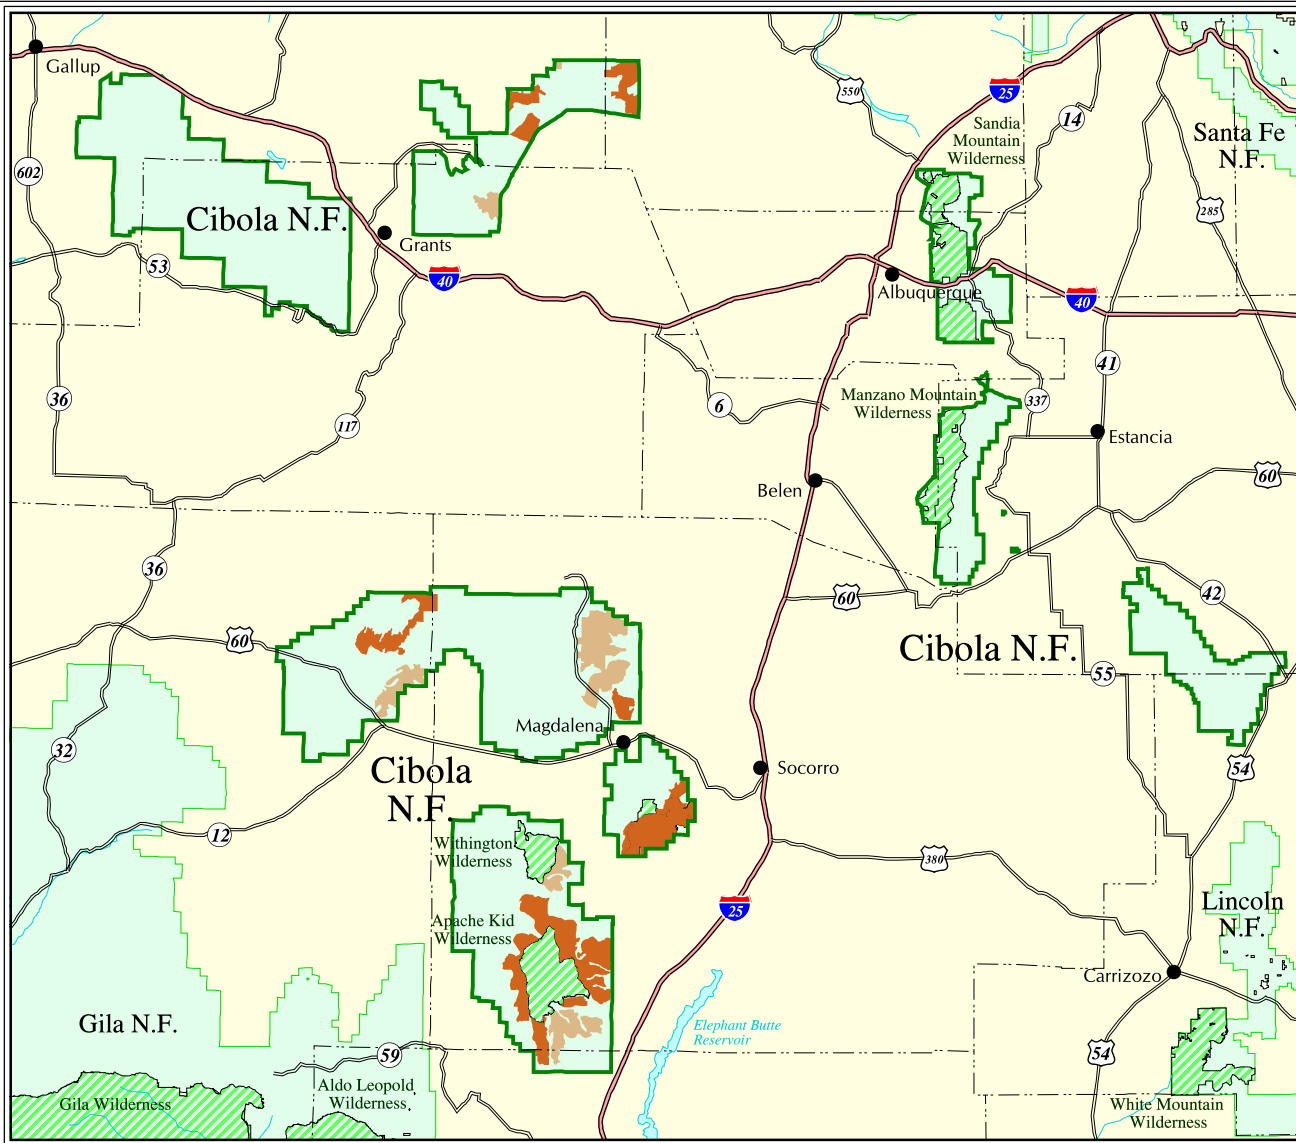 Gallup
550
25
14
Sandia
Mountain
Wilderness
Santa Fe
N.F.
602
285
Cibola N.F.
Grants
53
40
Albuquerque
40
41
36
6
117
Manzano Mountain
Wilderness
337
Estancia
Belen
60
36
60
42
60
Cibola N.F.
55
Magdalena
32
54
Cibola
N.F.
Socorro
12
Withington
Wilderness
380
Lincoln
N.F.
25
Apache Kid
Wilderness
Carrizozo
Gila N.F.
Elephant Butte
Reservoir
59
54
Aldo Leopold
Wilderness
Gila Wilderness
White Mountain
Wilderness